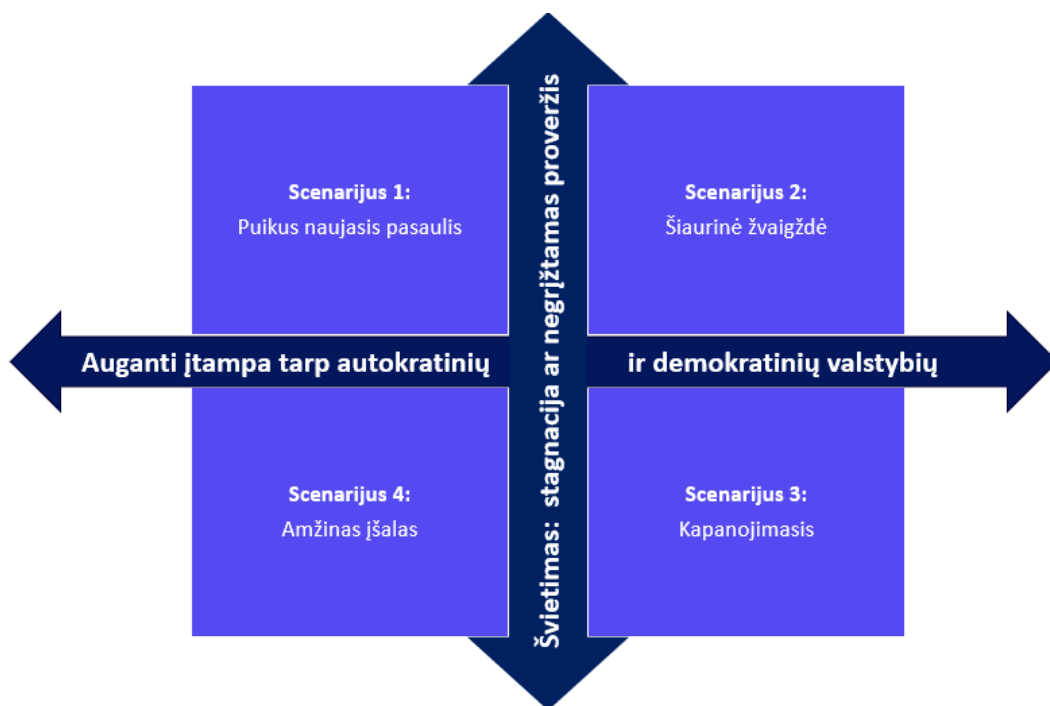 Scenarijus 1:
Puikus naujasis pasaulis
Scenarijus 2:
Šiaurinė žvaigždė
Švietimas: stagnacija ar negrįžtamas proveržis
Auganti įtampa tarp autokratinių ir demokratinių valstybių
Scenarijus 4:
Amžinas įšalas
Scenarijus 3:
Kapanojimasis